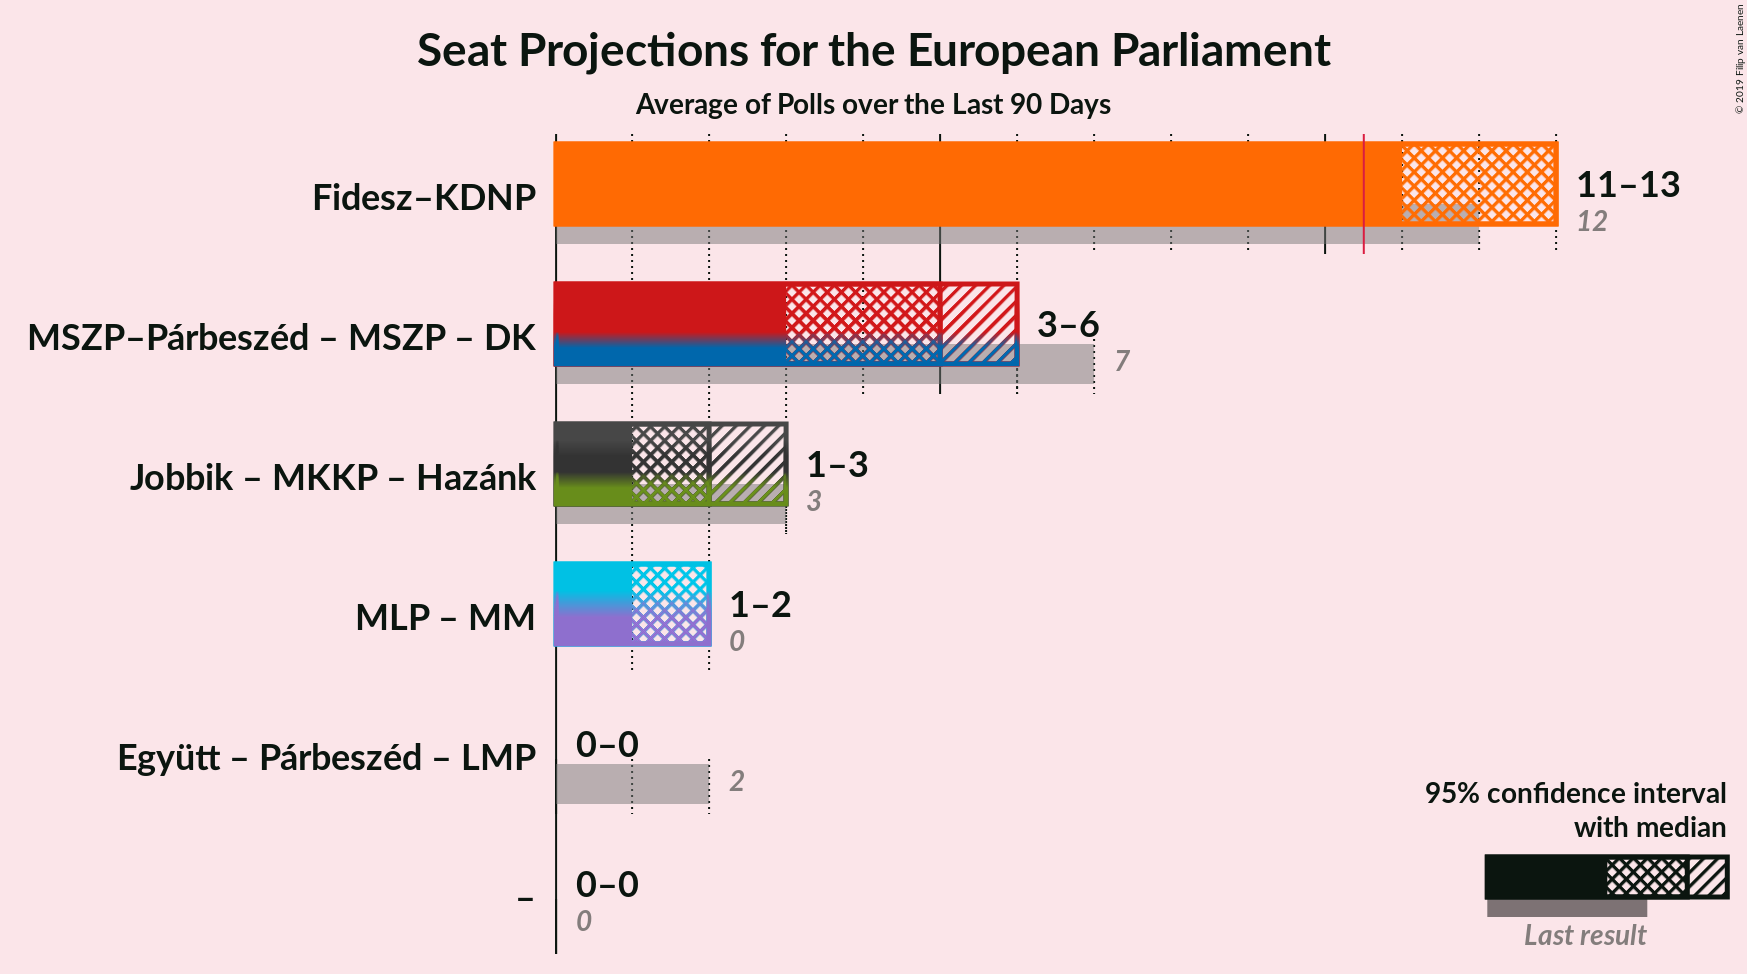 Seat Projections for the European Parliament
Average of Polls over the Last 90 Days
© 2019 Filip van Laenen
Fidesz–KDNP
11–13
12
MSZP–Párbeszéd – MSZP – DK
3–6
7
Jobbik – MKKP – Hazánk
1–3
3
MLP – MM
1–2
0
Együtt – Párbeszéd – LMP
0–0
2
–
0–0
0
95% confidence interval
with median
Last result